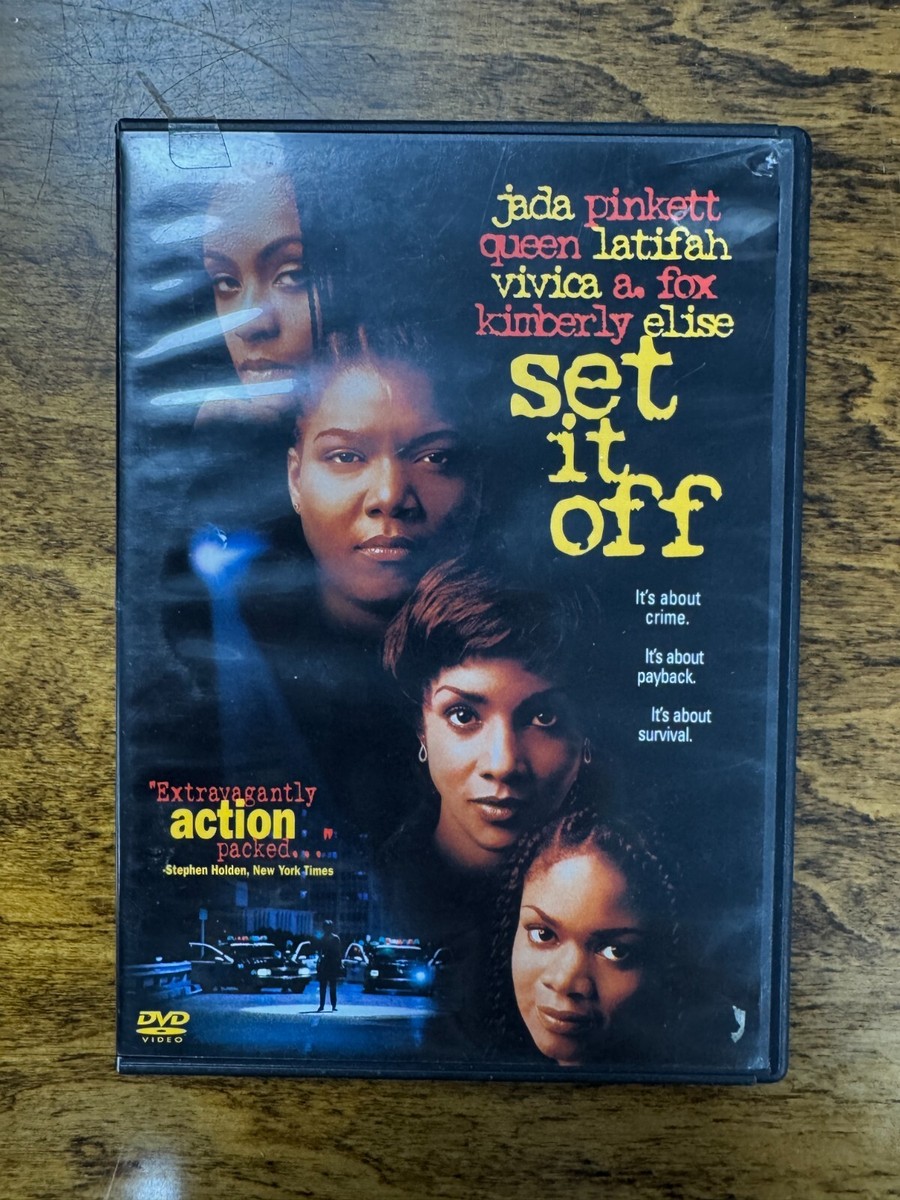 jada pinkett
queen latifah
vivica a. fox
kimberly elise
set
it
off
It's about
crime.
It's about
payback.
It's about
survival.
"Extravagantly
action
packed..."
-Stephen Holden, New York Times
DVD
VIDEO